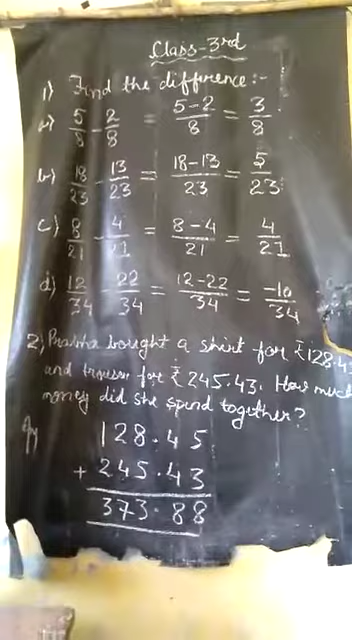 Class-3rd
1) Find the difference:-
a) 5/8 - 2/8 = 5-2/8 = 3/8
b) 18/23 - 13/23 = 18-13/23 = 5/23
c) 8/21 - 4/21 = 8-4/21 = 4/21
d) 12/34 - 22/34 = 12-22/34 = -10/34
2) Prabha bought a shirt for ₹128.45
and trouser for ₹245.43. How much
money did she spend together?
128.45
+ 245.43
373.88